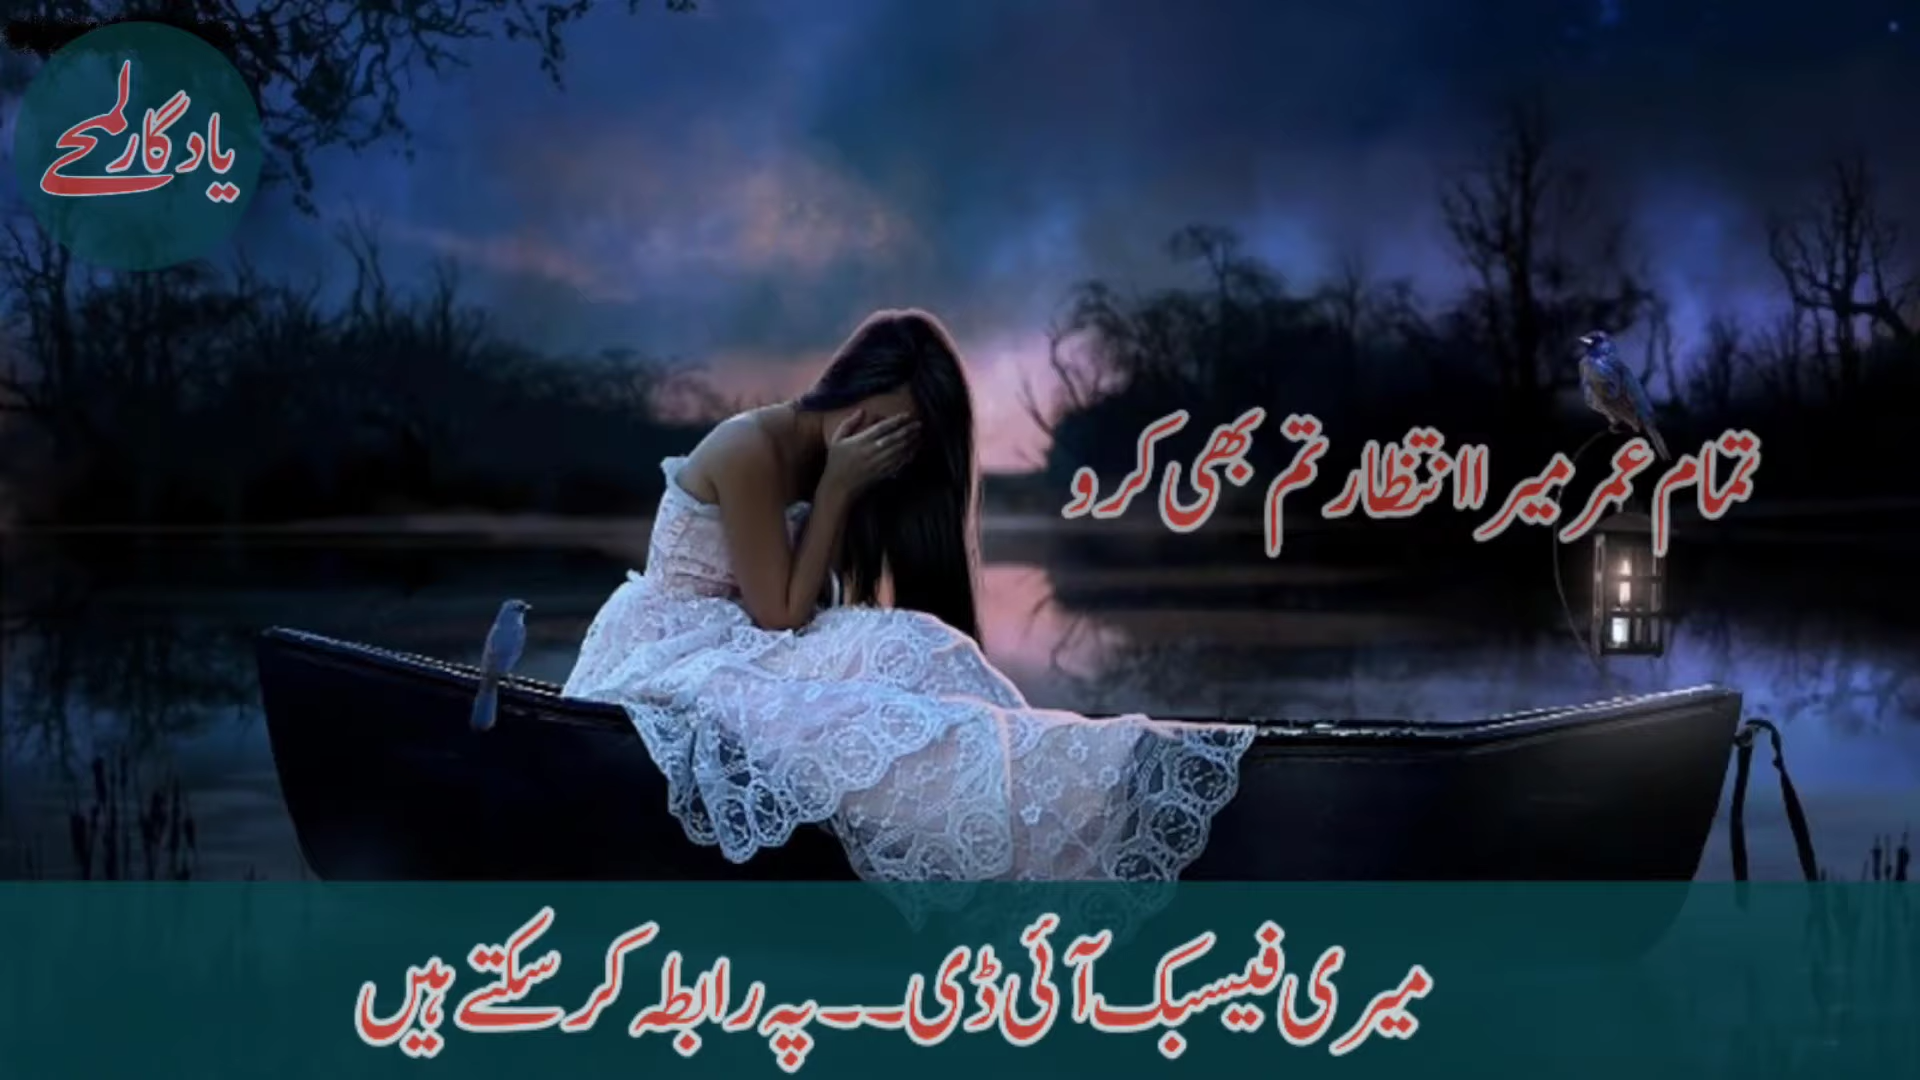 یادگار لمحے
تمام عمر میرا انتظار تم بھی کرو
میری فیسبک آئی ڈی۔۔۔ پہ رابطہ کر سکتے ہیں